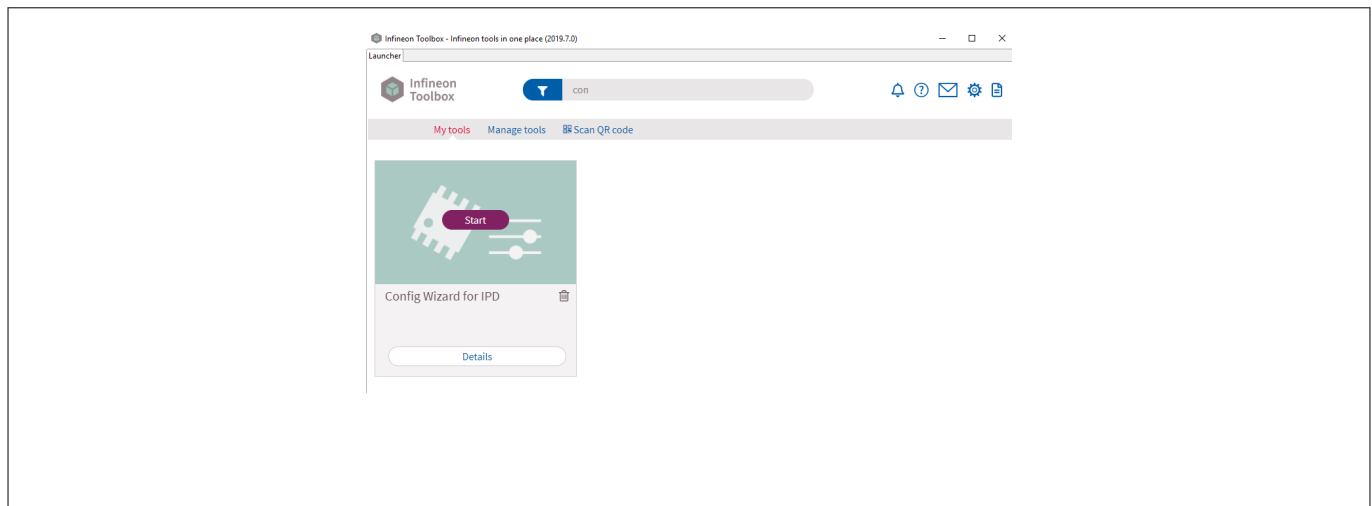 Infineon Toolbox - Infineon tools in one place (2019.7.0)
Launcher
Infineon
Toolbox
con
My tools Manage tools Scan QR code
Start
Config Wizard for IPD
Details